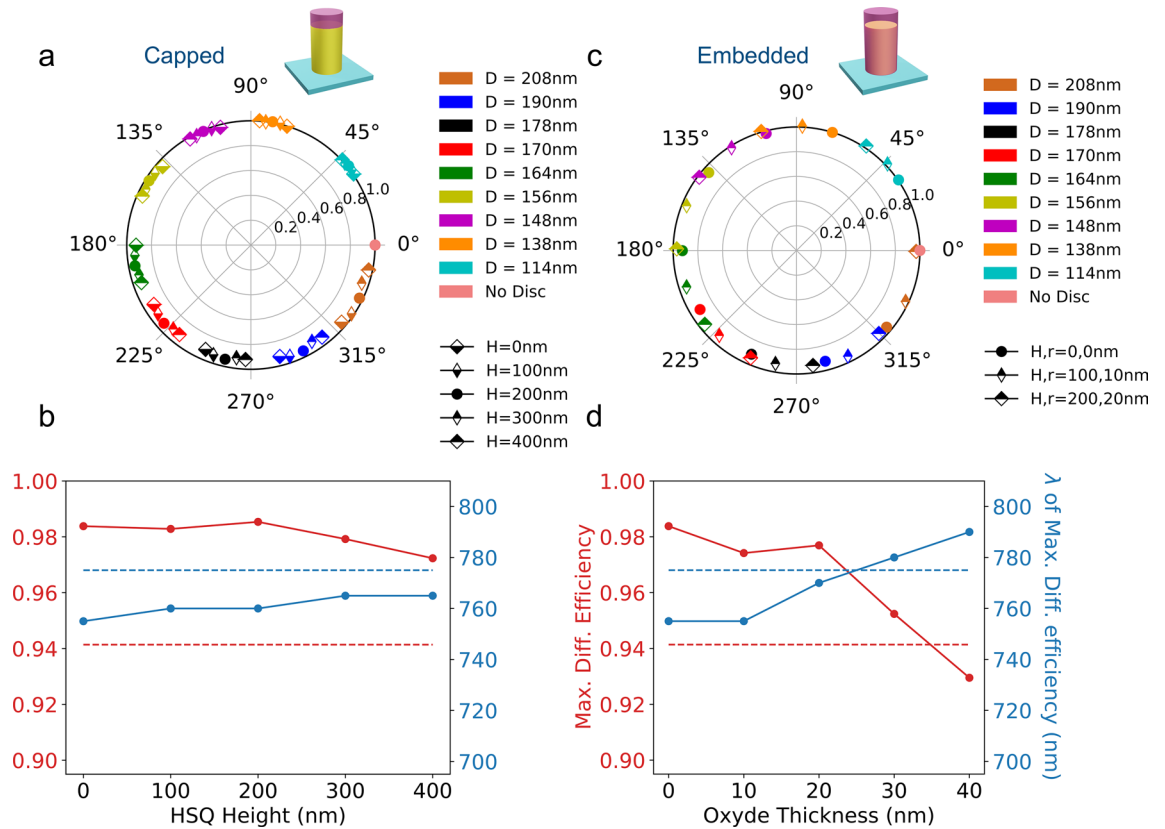 a
Capped
90°
135°
45°
180°
0°
225°
315°
270°
0.2
0.4
0.6
0.8
1.0
D = 208nm
D = 190nm
D = 178nm
D = 170nm
D = 164nm
D = 156nm
D = 148nm
D = 138nm
D = 114nm
No Disc
H=0nm
H=100nm
H=200nm
H=300nm
H=400nm
c
Embedded
90°
135°
45°
180°
0°
225°
315°
270°
0.2
0.4
0.6
0.8
1.0
D = 208nm
D = 190nm
D = 178nm
D = 170nm
D = 164nm
D = 156nm
D = 148nm
D = 138nm
D = 114nm
No Disc
H,r=0,0nm
H,r=100,10nm
H,r=200,20nm
b
1.00
0.98
0.96
0.94
0.92
0.90
800
780
760
740
720
700
0 100 200 300 400
HSQ Height (nm)
d
Max. Diff. Efficiency
1.00
0.98
0.96
0.94
0.92
0.90
800
780
760
740
720
700
λ of Max. Diff. efficiency (nm)
0 10 20 30 40
Oxyde Thickness (nm)